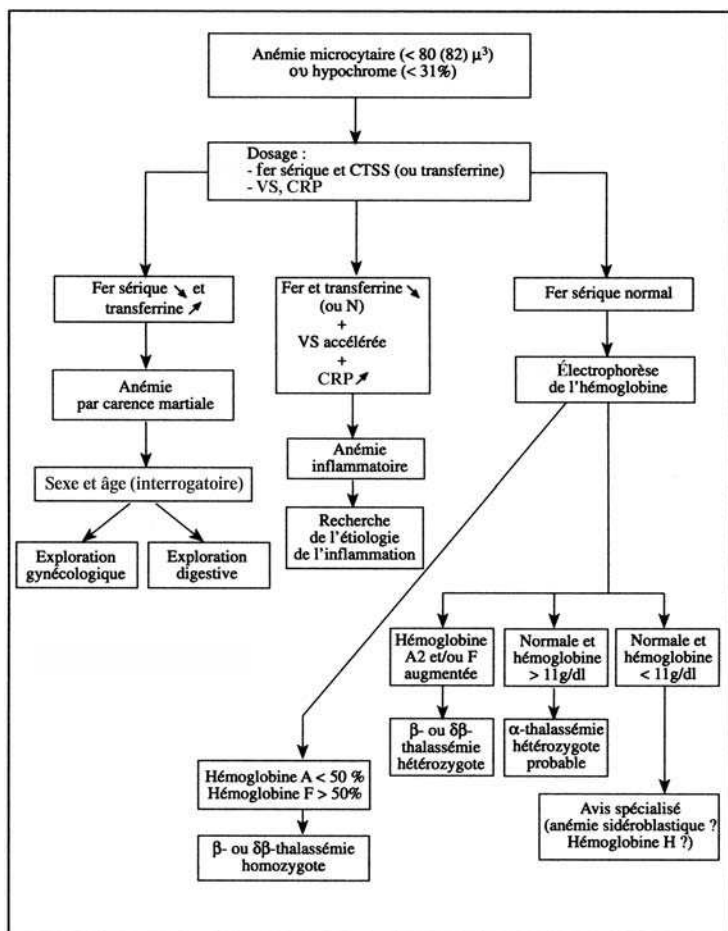 Anémie microcytaire (< 80 (82) μ³)
ou hypochrome (< 31%)
Dosage :
- fer sérique et CTSS (ou transferrine)
- VS, CRP
Fer sérique ↘ et
transferrine ↗
Anémie
par carence martiale
Sexe et âge (interrogatoire)
Exploration
gynécologique
Exploration
digestive
Fer et transferrine ↘
(ou N)
+
VS accélérée
+
CRP ↗
Anémie
inflammatoire
Recherche
de l'étiologie
de l'inflammation
Fer sérique normal
Électrophorèse
de l'hémoglobine
Hémoglobine
A2 et/ou F
augmentée
Normale et
hémoglobine
> 11g/dl
Normale et
hémoglobine
< 11g/dl
β- ou δβ-
thalassémie
hétérozygote
α-thalassémie
hétérozygote
probable
Hémoglobine A < 50 %
Hémoglobine F > 50%
β- ou δβ-thalassémie
homozygote
Avis spécialisé
(anémie sidéroblastique ?
Hémoglobine H ?)